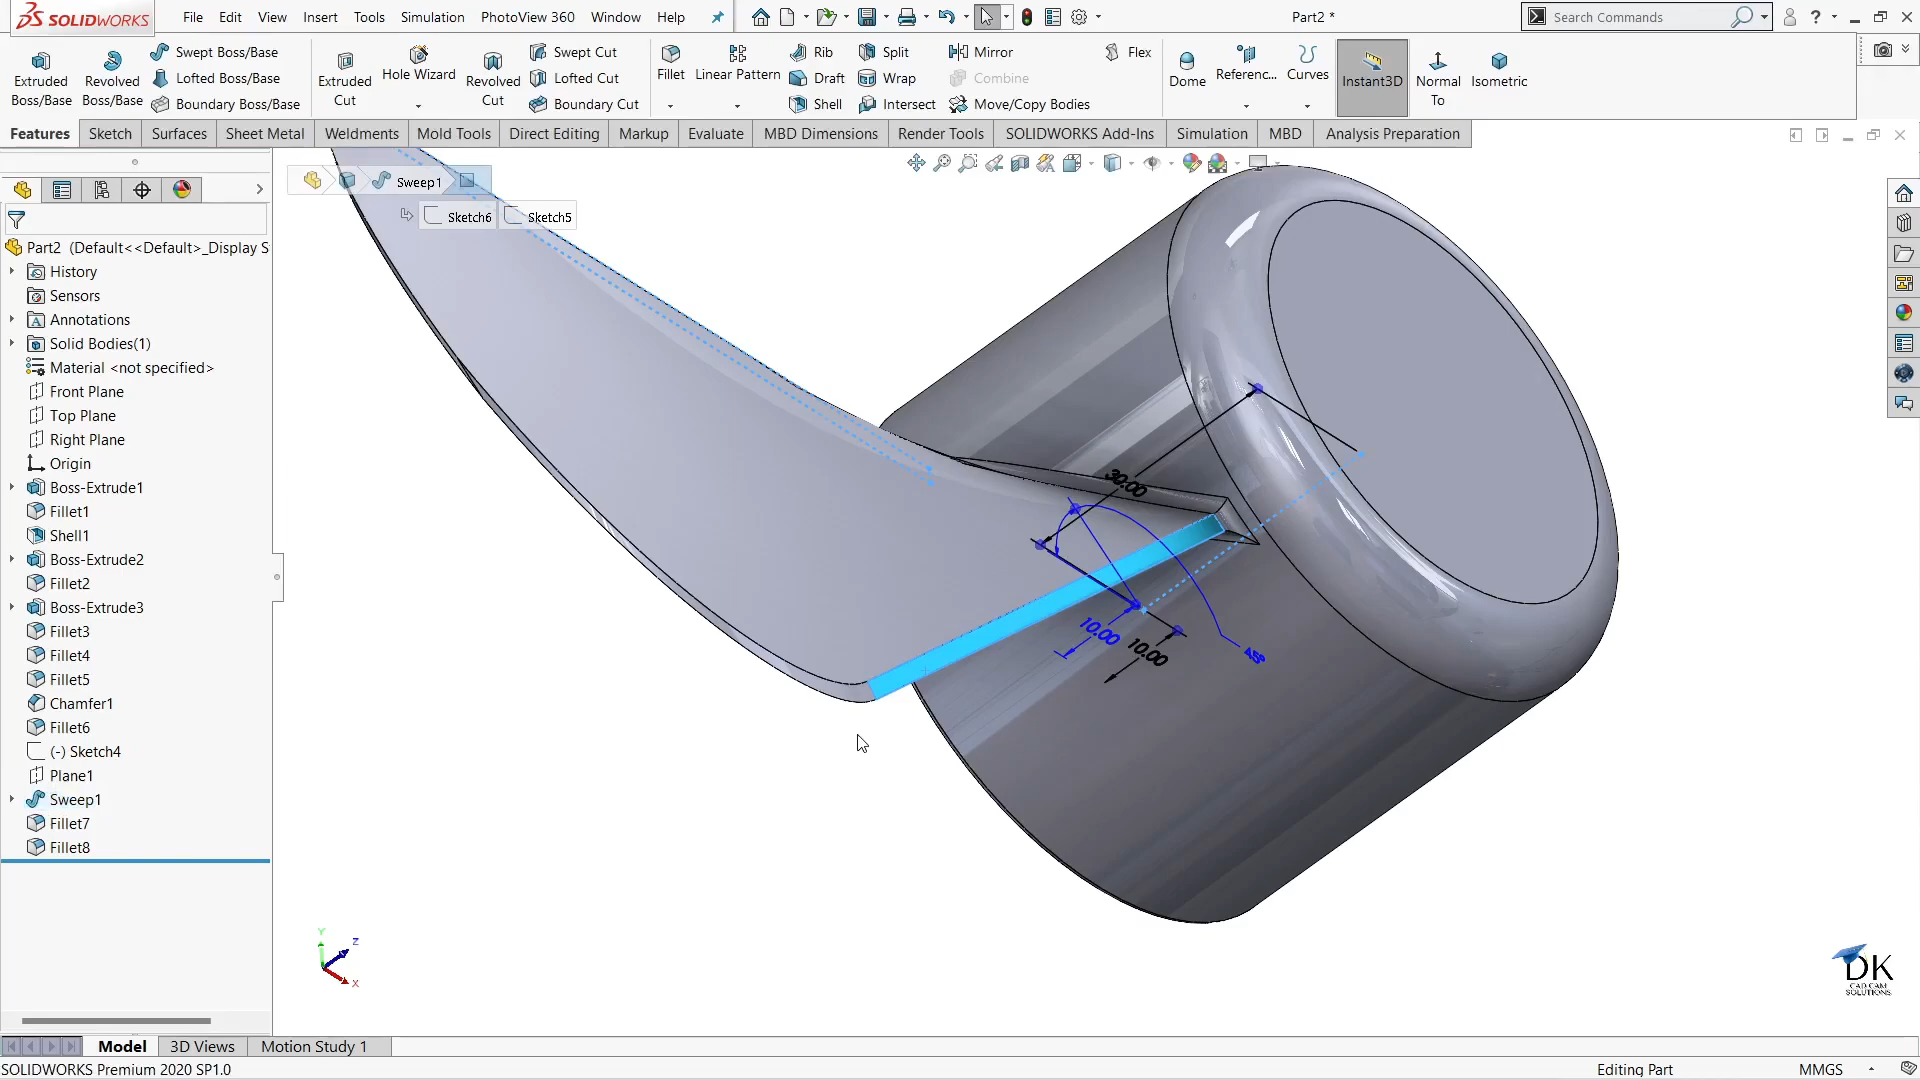 SOLIDWORKS
File Edit View Insert Tools Simulation PhotoView 360 Window Help
Part2 *
Search Commands
Extruded Boss/Base
Revolved Boss/Base
Swept Boss/Base
Lofted Boss/Base
Boundary Boss/Base
Extruded Cut
Hole Wizard
Revolved Cut
Swept Cut
Lofted Cut
Boundary Cut
Fillet
Linear Pattern
Rib
Draft
Shell
Split
Wrap
Intersect
Mirror
Combine
Move/Copy Bodies
Flex
Dome
Referenc...
Curves
Instant3D
Normal To
Isometric
Features Sketch Surfaces Sheet Metal Weldments Mold Tools Direct Editing Markup Evaluate MBD Dimensions Render Tools SOLIDWORKS Add-Ins Simulation MBD Analysis Preparation
Sweep1
Sketch6 Sketch5
Part2 (Default<<Default>_Display S
History
Sensors
Annotations
Solid Bodies(1)
Material <not specified>
Front Plane
Top Plane
Right Plane
Origin
Boss-Extrude1
Fillet1
Shell1
Boss-Extrude2
Fillet2
Boss-Extrude3
Fillet3
Fillet4
Fillet5
Chamfer1
Fillet6
(-) Sketch4
Plane1
Sweep1
Fillet7
Fillet8
30.00
10.00
10.00
45°
Y
Z
X
DK
CAD CAM
SOLUTIONS
Model 3D Views Motion Study 1
SOLIDWORKS Premium 2020 SP1.0
Editing Part
MMGS